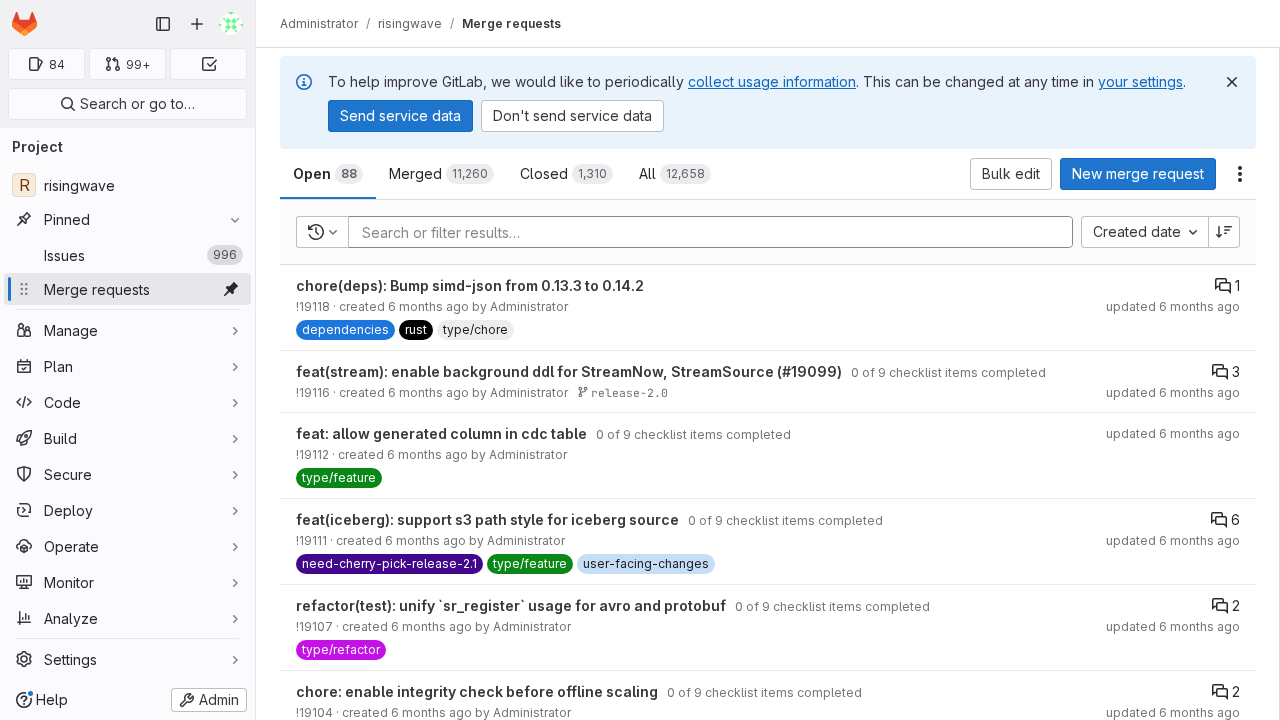 Administrator / risingwave / Merge requests
84
99+
Search or go to…
Project
R risingwave
Pinned
Issues 996
Merge requests
Manage
Plan
Code
Build
Secure
Deploy
Operate
Monitor
Analyze
Settings
Help
Admin
To help improve GitLab, we would like to periodically collect usage information. This can be changed at any time in your settings.
Send service data
Don't send service data
Open 88
Merged 11,260
Closed 1,310
All 12,658
Bulk edit
New merge request
Search or filter results…
Created date
chore(deps): Bump simd-json from 0.13.3 to 0.14.2
1
!19118 · created 6 months ago by Administrator
updated 6 months ago
dependencies rust type/chore
feat(stream): enable background ddl for StreamNow, StreamSource (#19099) 0 of 9 checklist items completed
3
!19116 · created 6 months ago by Administrator release-2.0
updated 6 months ago
feat: allow generated column in cdc table 0 of 9 checklist items completed
updated 6 months ago
!19112 · created 6 months ago by Administrator
type/feature
feat(iceberg): support s3 path style for iceberg source 0 of 9 checklist items completed
6
!19111 · created 6 months ago by Administrator
updated 6 months ago
need-cherry-pick-release-2.1 type/feature user-facing-changes
refactor(test): unify `sr_register` usage for avro and protobuf 0 of 9 checklist items completed
2
!19107 · created 6 months ago by Administrator
updated 6 months ago
type/refactor
chore: enable integrity check before offline scaling 0 of 9 checklist items completed
2
!19104 · created 6 months ago by Administrator
updated 6 months ago